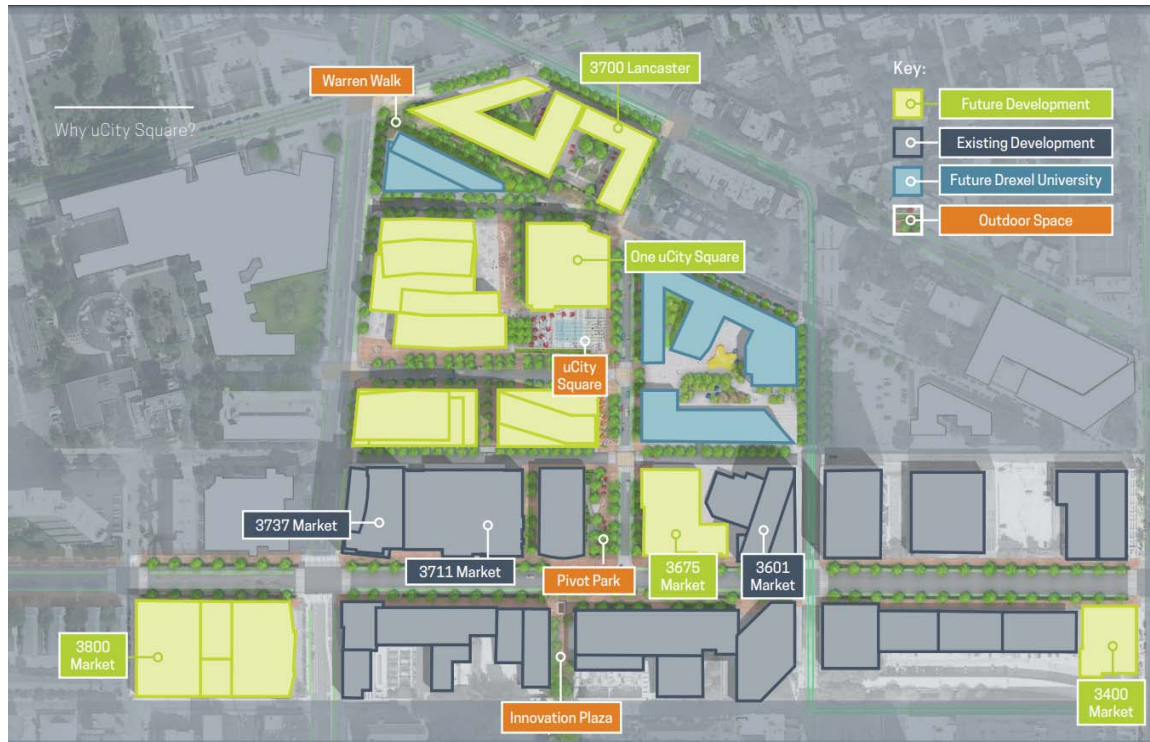 Why uCity Square?
Warren Walk
3700 Lancaster
Key:
Future Development
Existing Development
Future Drexel University
Outdoor Space
One uCity Square
uCity
Square
3737 Market
3711 Market
Pivot Park
3675
Market
3601
Market
3800
Market
Innovation Plaza
3400
Market